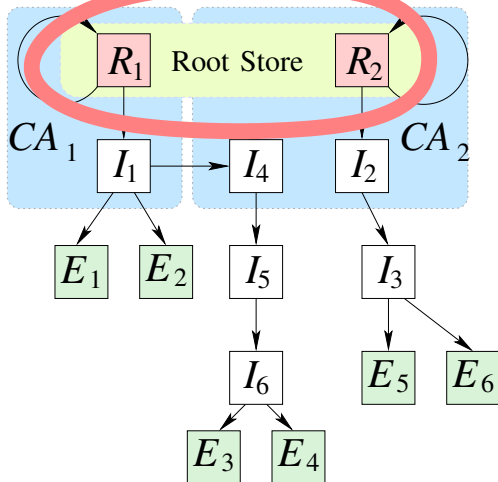 R1 Root Store R2
CA 1 CA 2
I1 I4 I2
E1 E2 I5 I3
I6 E5 E6
E3 E4